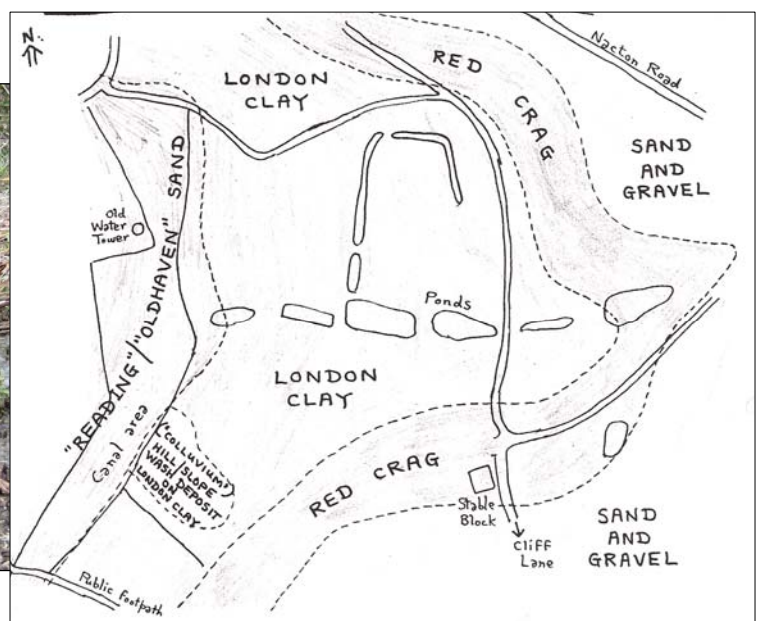 N.
Nacton Road
RED
CRAG
LONDON
CLAY
SAND
AND
GRAVEL
Old
Water
Tower
"READING"/"OLDHAVEN" SAND
Canal area
Ponds
LONDON
CLAY
("COLLUVIUM")
HILL/SLOPE
WASH DEPOSIT
ON
LONDON CLAY
RED CRAG
Stable
Block
Cliff
Lane
SAND
AND
GRAVEL
Public footpath